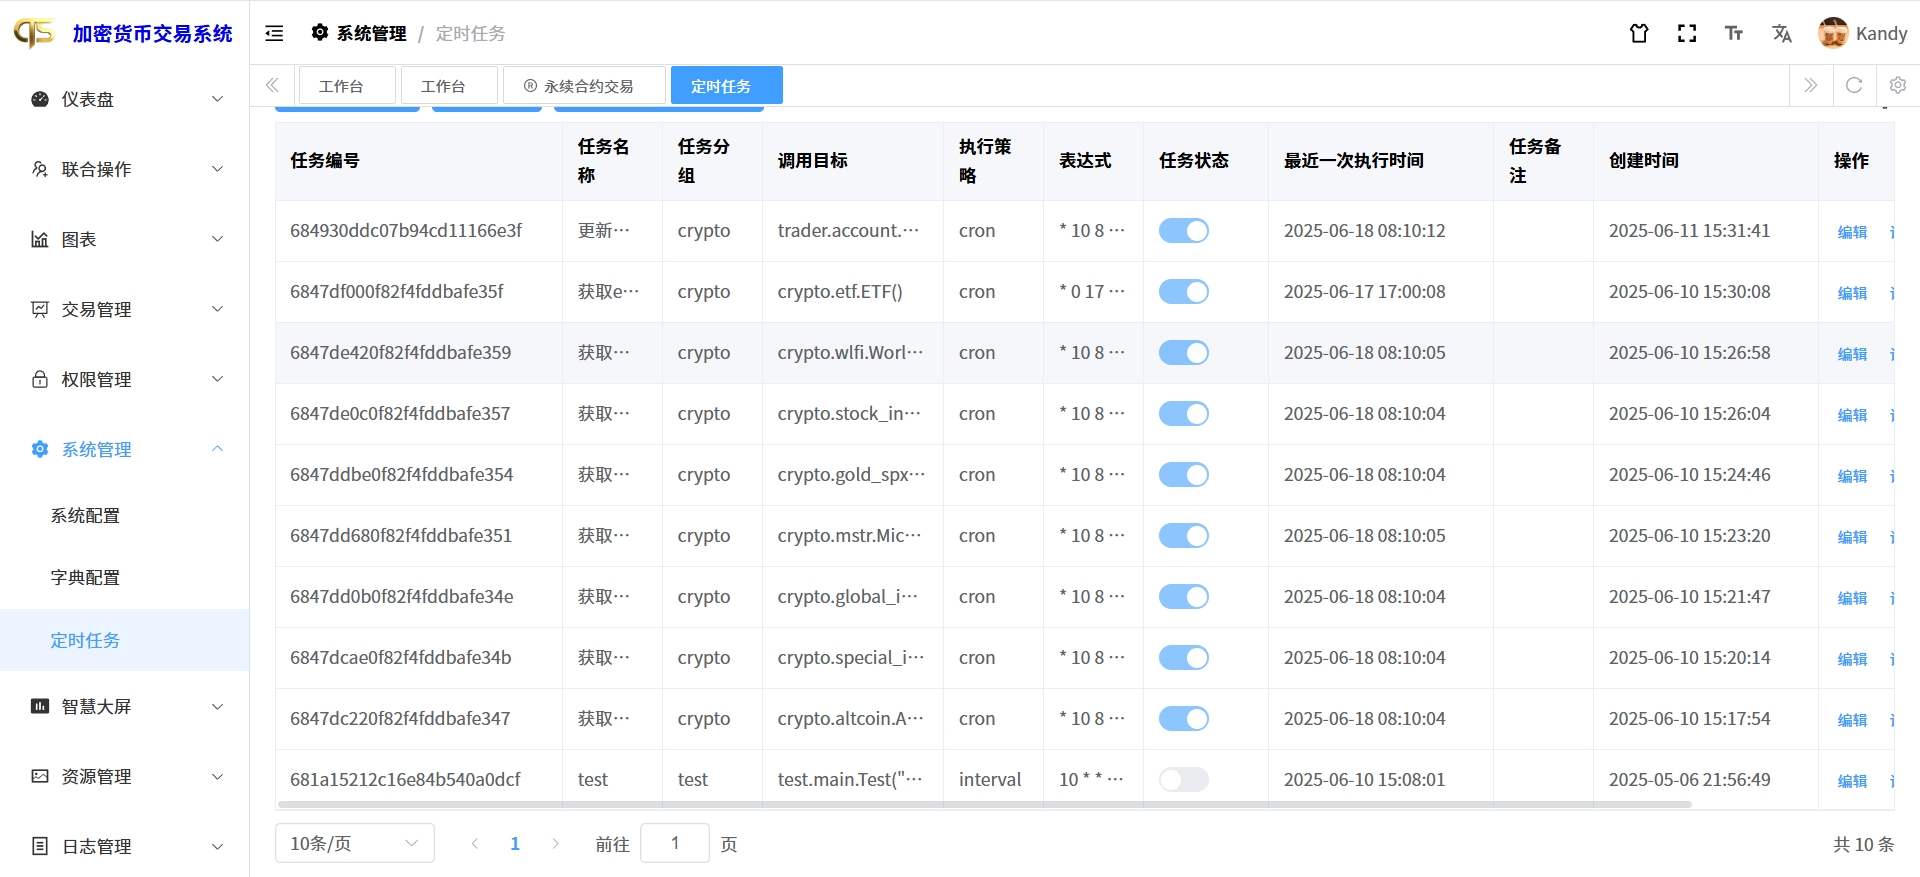 加密货币交易系统
系统管理 / 定时任务
Kandy
工作台
工作台
® 永续合约交易
定时任务
仪表盘
联合操作
图表
交易管理
权限管理
系统管理
系统配置
字典配置
定时任务
智慧大屏
资源管理
日志管理
任务编号 任务名称 任务分组 调用目标 执行策略 表达式 任务状态 最近一次执行时间 任务备注 创建时间 操作
684930ddc07b94cd11166e3f 更新··· crypto trader.account.··· cron * 10 8 ··· 2025-06-18 08:10:12 2025-06-11 15:31:41 编辑
6847df000f82f4fddbafe35f 获取e··· crypto crypto.etf.ETF() cron * 0 17 ··· 2025-06-17 17:00:08 2025-06-10 15:30:08 编辑
6847de420f82f4fddbafe359 获取··· crypto crypto.wlfi.Worl··· cron * 10 8 ··· 2025-06-18 08:10:05 2025-06-10 15:26:58 编辑
6847de0c0f82f4fddbafe357 获取··· crypto crypto.stock_in··· cron * 10 8 ··· 2025-06-18 08:10:04 2025-06-10 15:26:04 编辑
6847ddbe0f82f4fddbafe354 获取··· crypto crypto.gold_spx··· cron * 10 8 ··· 2025-06-18 08:10:04 2025-06-10 15:24:46 编辑
6847dd680f82f4fddbafe351 获取··· crypto crypto.mstr.Mic··· cron * 10 8 ··· 2025-06-18 08:10:05 2025-06-10 15:23:20 编辑
6847dd0b0f82f4fddbafe34e 获取··· crypto crypto.global_i··· cron * 10 8 ··· 2025-06-18 08:10:04 2025-06-10 15:21:47 编辑
6847dcae0f82f4fddbafe34b 获取··· crypto crypto.special_i··· cron * 10 8 ··· 2025-06-18 08:10:04 2025-06-10 15:20:14 编辑
6847dc220f82f4fddbafe347 获取··· crypto crypto.altcoin.A··· cron * 10 8 ··· 2025-06-18 08:10:04 2025-06-10 15:17:54 编辑
681a15212c16e84b540a0dcf test test test.main.Test("··· interval 10 * * ··· 2025-06-10 15:08:01 2025-05-06 21:56:49 编辑
10条/页 1 前往 1 页 共 10 条